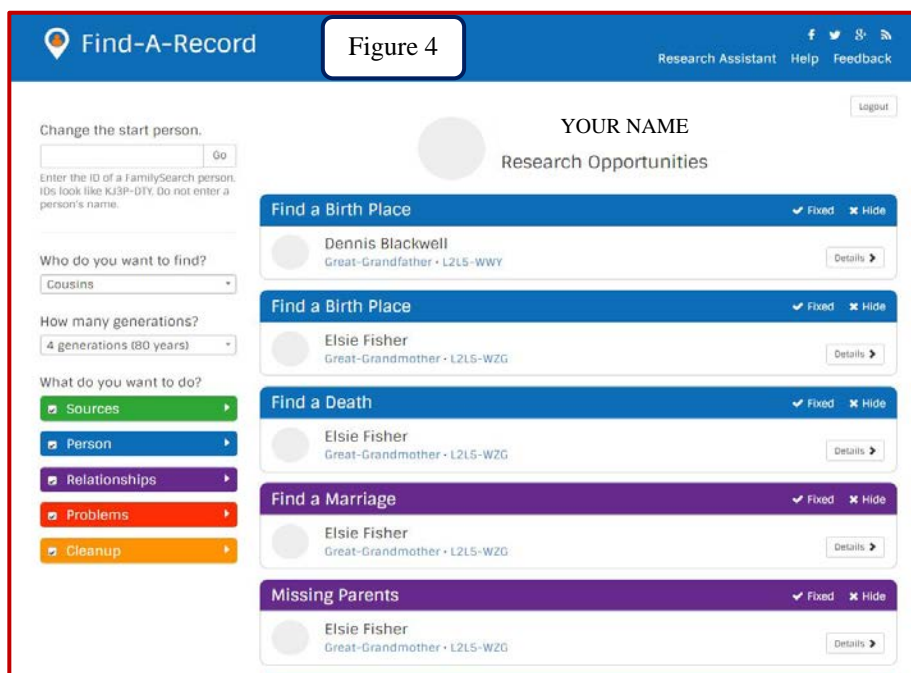 Find-A-Record
Figure 4
Research Assistant Help Feedback
Logout
Change the start person.
Go
Enter the ID of a FamilySearch person.
IDs look like KJ3P-DTY. Do not enter a
person's name.
Who do you want to find?
Cousins
How many generations?
4 generations (80 years)
What do you want to do?
Sources
Person
Relationships
Problems
Cleanup
YOUR NAME
Research Opportunities
Find a Birth Place Fixed Hide
Dennis Blackwell
Great-Grandfather • L2L5-WWY
Details
Find a Birth Place Fixed Hide
Elsie Fisher
Great-Grandmother • L2L5-WZG
Details
Find a Death Fixed Hide
Elsie Fisher
Great-Grandmother • L2L5-WZG
Details
Find a Marriage Fixed Hide
Elsie Fisher
Great-Grandmother • L2L5-WZG
Details
Missing Parents Fixed Hide
Elsie Fisher
Great-Grandmother • L2L5-WZG
Details